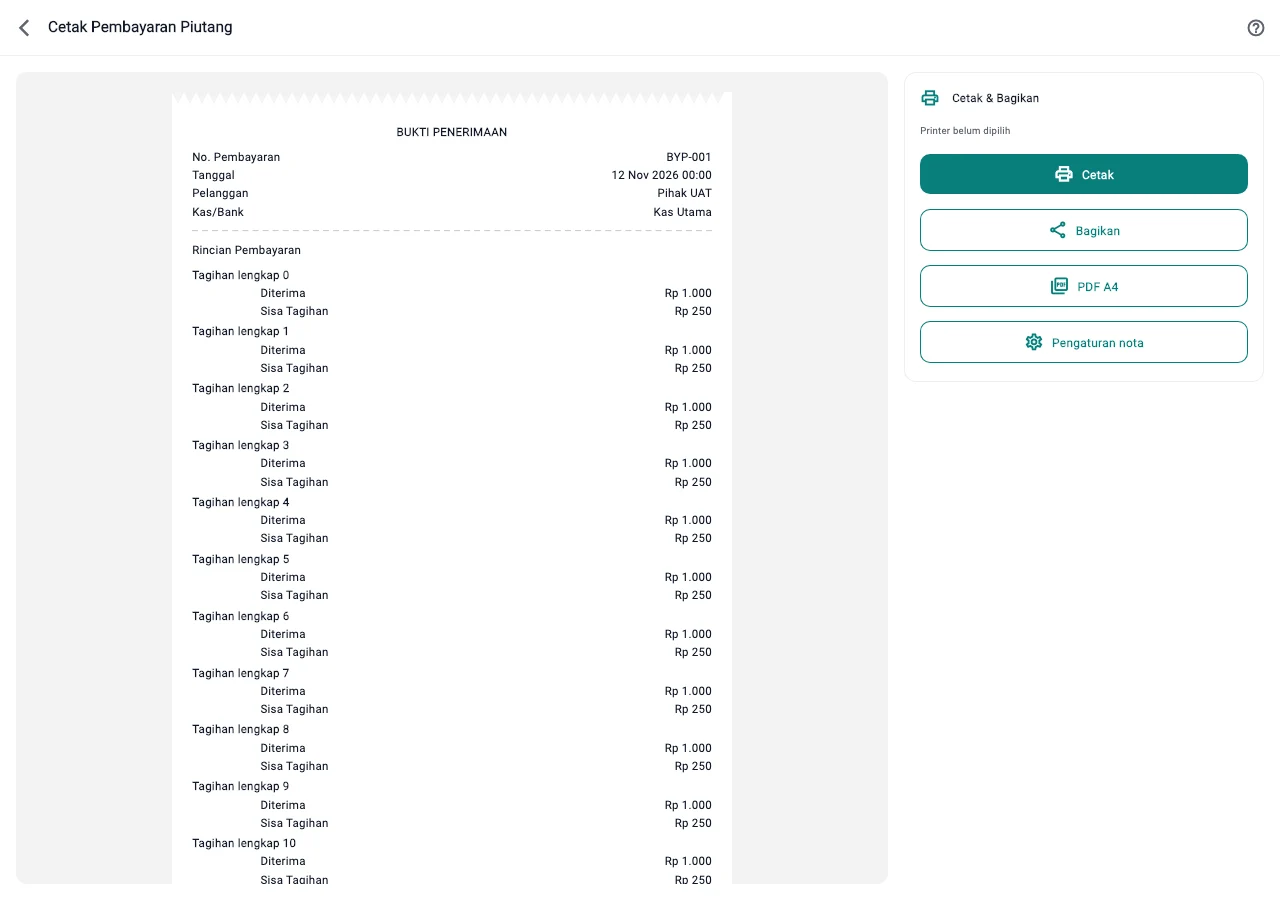 Cetak Pembayaran Piutang
BUKTI PENERIMAAN
No. Pembayaran BYP-001
Tanggal 12 Nov 2026 00:00
Pelanggan Pihak UAT
Kas/Bank Kas Utama
Rincian Pembayaran
Tagihan lengkap 0
Diterima Rp 1.000
Sisa Tagihan Rp 250
Tagihan lengkap 1
Diterima Rp 1.000
Sisa Tagihan Rp 250
Tagihan lengkap 2
Diterima Rp 1.000
Sisa Tagihan Rp 250
Tagihan lengkap 3
Diterima Rp 1.000
Sisa Tagihan Rp 250
Tagihan lengkap 4
Diterima Rp 1.000
Sisa Tagihan Rp 250
Tagihan lengkap 5
Diterima Rp 1.000
Sisa Tagihan Rp 250
Tagihan lengkap 6
Diterima Rp 1.000
Sisa Tagihan Rp 250
Tagihan lengkap 7
Diterima Rp 1.000
Sisa Tagihan Rp 250
Tagihan lengkap 8
Diterima Rp 1.000
Sisa Tagihan Rp 250
Tagihan lengkap 9
Diterima Rp 1.000
Sisa Tagihan Rp 250
Tagihan lengkap 10
Diterima Rp 1.000
Sisa Tagihan Rp 250
Cetak & Bagikan
Printer belum dipilih
Cetak
Bagikan
PDF PDF A4
Pengaturan nota